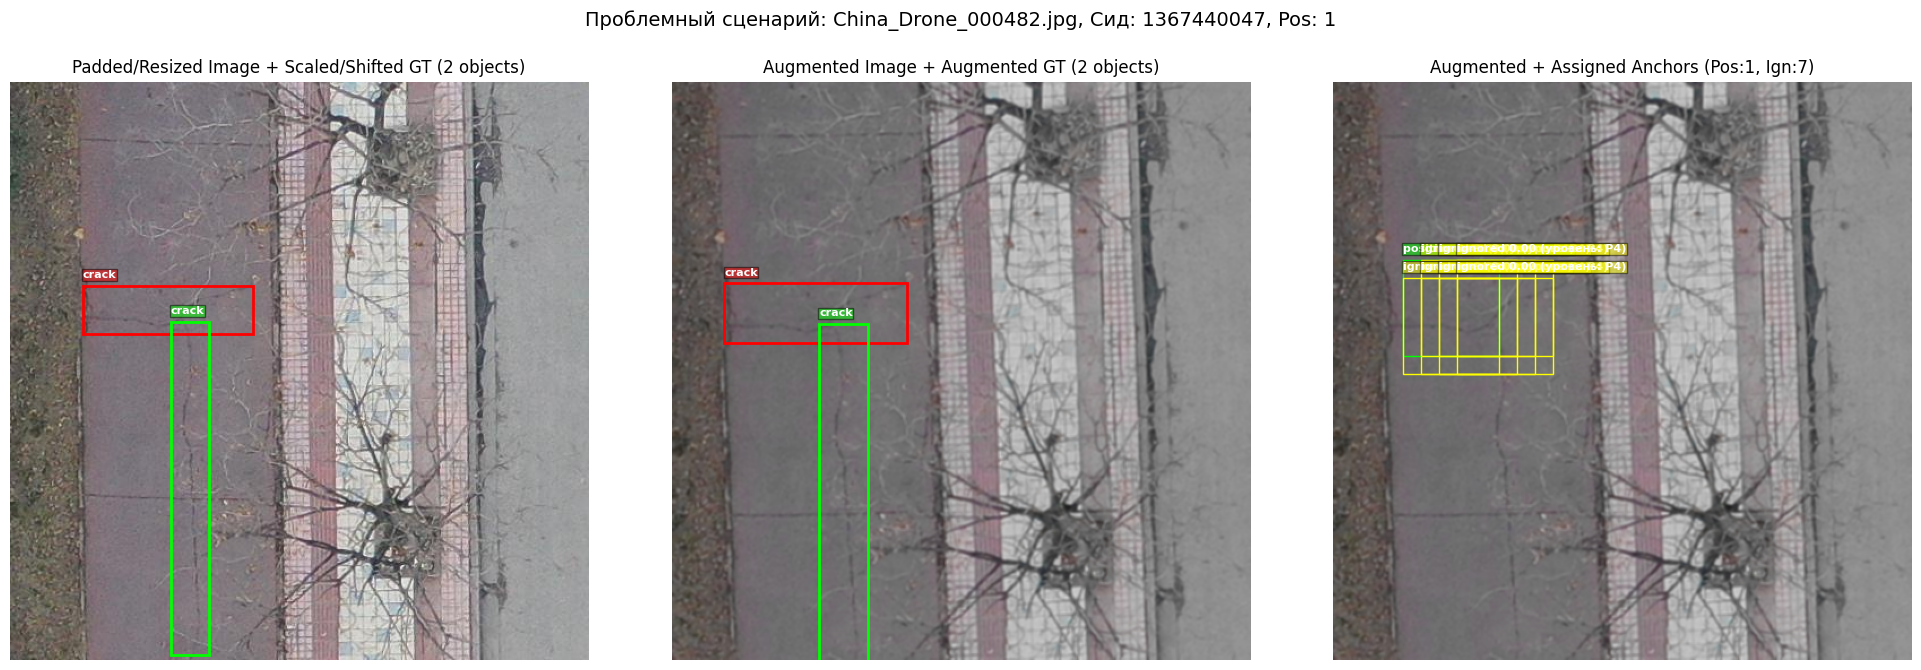 Проблемный сценарий: China_Drone_000482.jpg, Сид: 1367440047, Pos: 1
Padded/Resized Image + Scaled/Shifted GT (2 objects)
Augmented Image + Augmented GT (2 objects)
Augmented + Assigned Anchors (Pos:1, Ign:7)
crack
crack
crack
crack
ignored 0.00 (уровень P4)
ignored 0.00 (уровень P4)